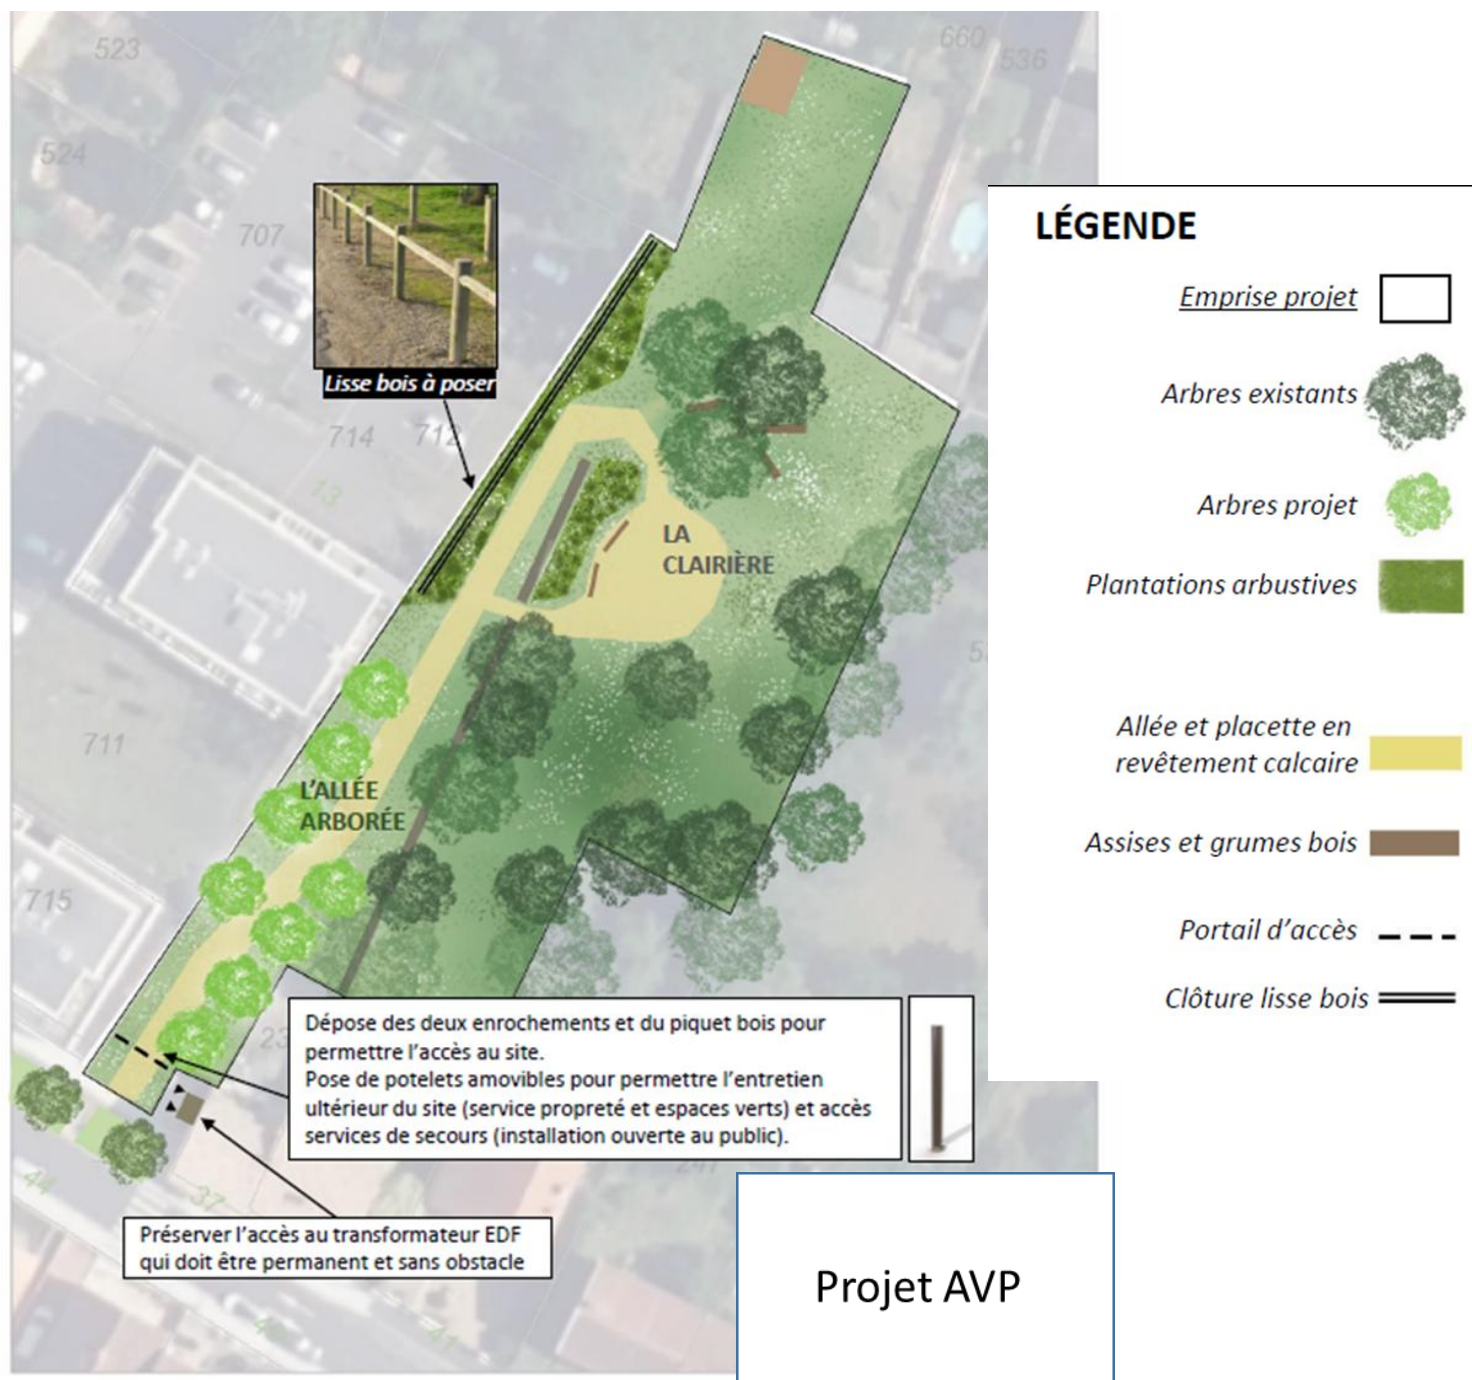 523
660
536
524
707
Lisse bois à poser
714
712
13
LA
CLAIRIÈRE
711
L'ALLÉE
ARBORÉE
715
Dépose des deux enrochements et du piquet bois pour
permettre l'accès au site.
Pose de potelets amovibles pour permettre l'entretien
ultérieur du site (service propreté et espaces verts) et accès
services de secours (installation ouverte au public).
44
37
Préserver l'accès au transformateur EDF
qui doit être permanent et sans obstacle
41
Projet AVP
LÉGENDE
Emprise projet
Arbres existants
Arbres projet
Plantations arbustives
Allée et placette en
revêtement calcaire
Assises et grumes bois
Portail d'accès
Clôture lisse bois